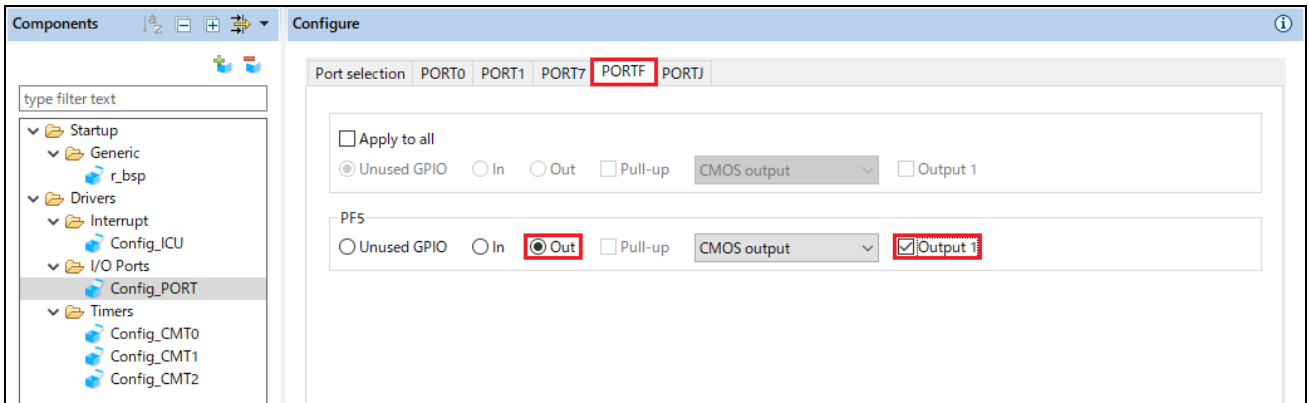 Components
Configure
type filter text
Startup
Generic
r_bsp
Drivers
Interrupt
Config_ICU
I/O Ports
Config_PORT
Timers
Config_CMT0
Config_CMT1
Config_CMT2
Port selection PORT0 PORT1 PORT7 PORTF PORTJ
Apply to all
Unused GPIO In Out Pull-up CMOS output Output 1
PF5
Unused GPIO In Out Pull-up CMOS output Output 1